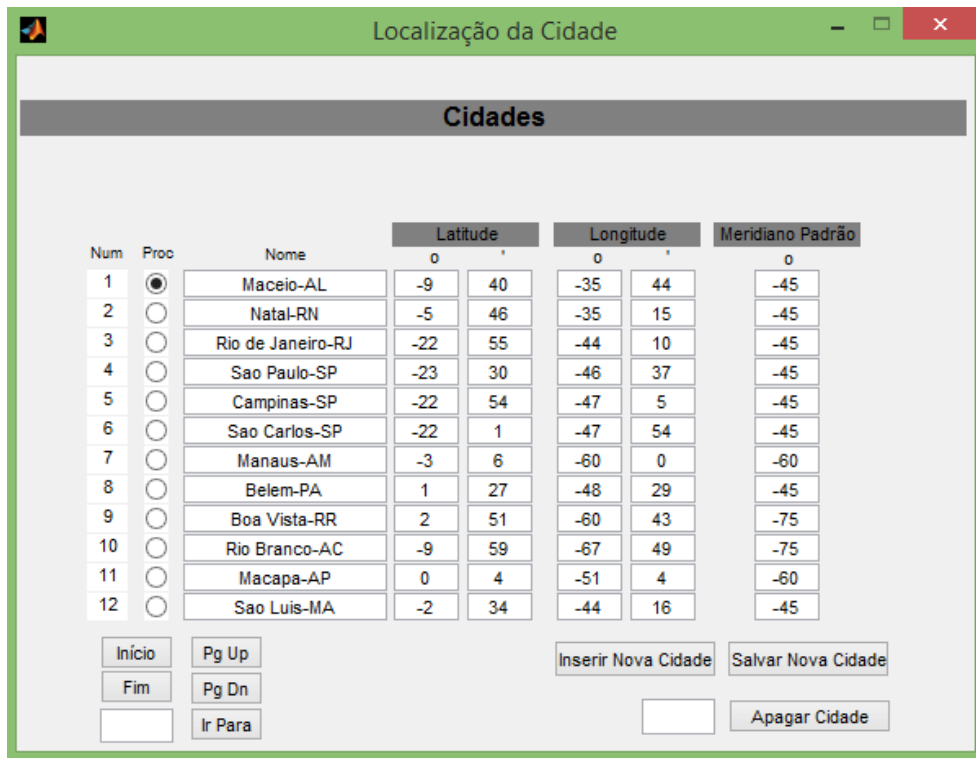 Localização da Cidade
Cidades
Latitude Longitude Meridiano Padrão
Num Proc Nome o ' o ' o
1 Maceio-AL -9 40 -35 44 -45
2 Natal-RN -5 46 -35 15 -45
3 Rio de Janeiro-RJ -22 55 -44 10 -45
4 Sao Paulo-SP -23 30 -46 37 -45
5 Campinas-SP -22 54 -47 5 -45
6 Sao Carlos-SP -22 1 -47 54 -45
7 Manaus-AM -3 6 -60 0 -60
8 Belem-PA 1 27 -48 29 -45
9 Boa Vista-RR 2 51 -60 43 -75
10 Rio Branco-AC -9 59 -67 49 -75
11 Macapa-AP 0 4 -51 4 -60
12 Sao Luis-MA -2 34 -44 16 -45
Início Pg Up Inserir Nova Cidade Salvar Nova Cidade
Fim Pg Dn
Ir Para Apagar Cidade